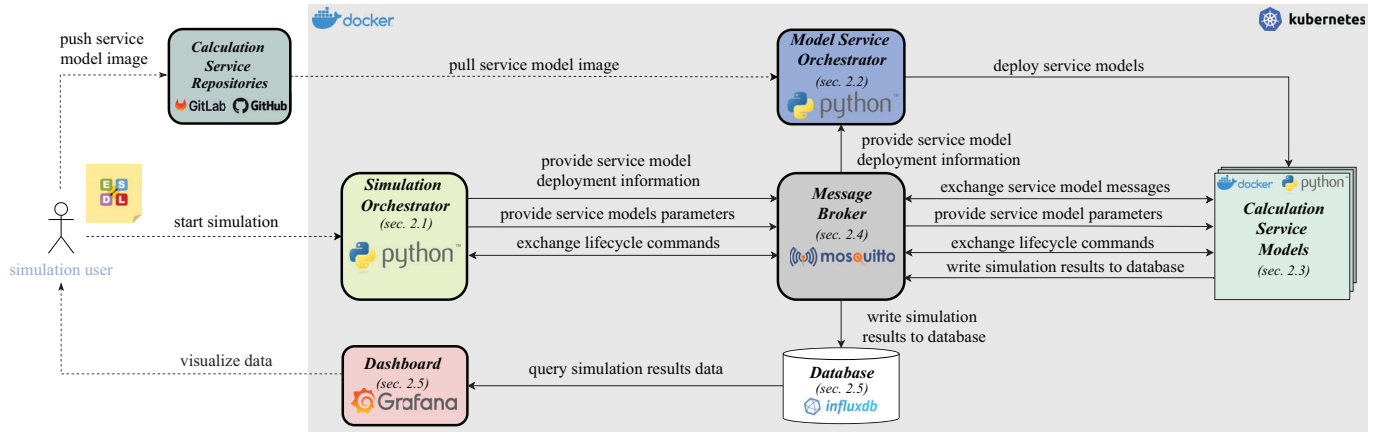 docker
kubernetes
push service
model image
Calculation
Service
Repositories
GitLab GitHub
pull service model image
Model Service
Orchestrator
(sec. 2.2)
python™
deploy service models
provide service model
deployment information
E S
D L
start simulation
simulation user
Simulation
Orchestrator
(sec. 2.1)
python™
provide service model
deployment information
provide service models parameters
exchange lifecycle commands
Message
Broker
(sec. 2.4)
mosquitto
exchange service model messages
provide service model parameters
exchange lifecycle commands
write simulation results to database
docker python™
Calculation
Service
Models
(sec. 2.3)
write simulation
results to database
visualize data
Dashboard
(sec. 2.5)
Grafana
query simulation results data
Database
(sec. 2.5)
influxdb